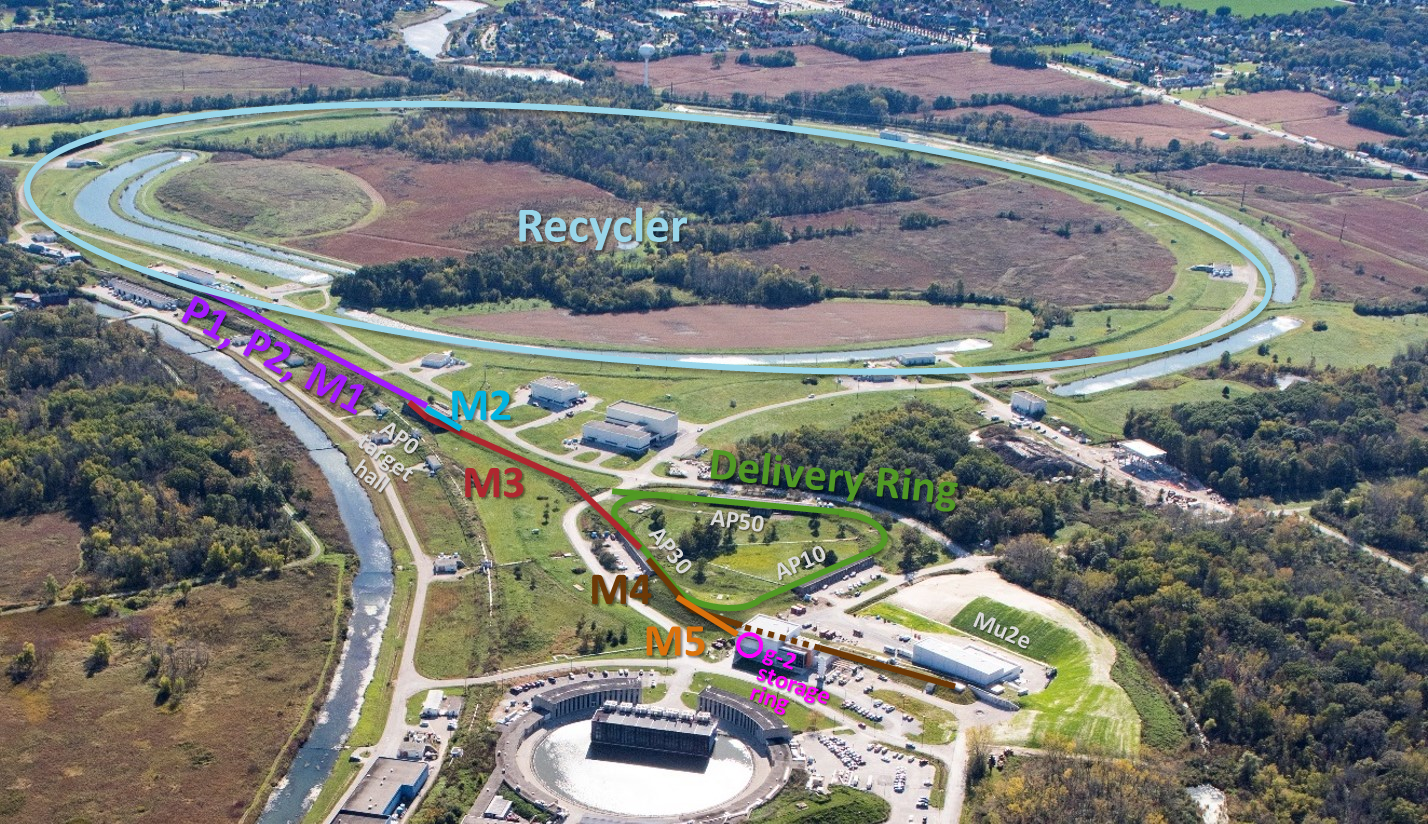 Recycler
P1, P2, M1
M2
AP0
target
hall
M3
Delivery Ring
AP50
AP30
AP10
M4
M5
Mu2e
g-2
storage
ring